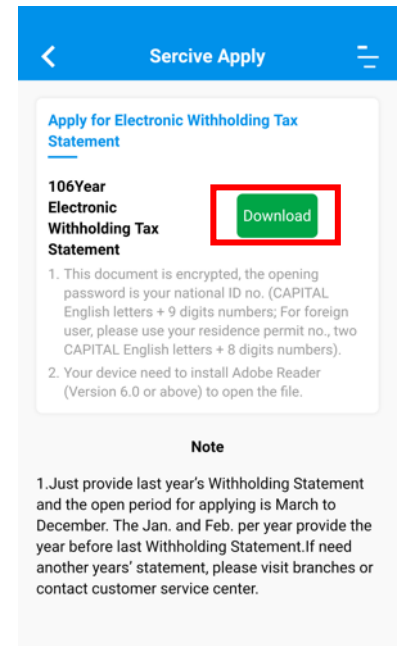 Sercive Apply
Apply for Electronic Withholding Tax
Statement
106Year
Electronic
Withholding Tax
Statement
Download
1. This document is encrypted, the opening
password is your national ID no. (CAPITAL
English letters + 9 digits numbers; For foreign
user, please use your residence permit no., two
CAPITAL English letters + 8 digits numbers).
2. Your device need to install Adobe Reader
(Version 6.0 or above) to open the file.
Note
1.Just provide last year's Withholding Statement
and the open period for applying is March to
December. The Jan. and Feb. per year provide the
year before last Withholding Statement.If need
another years' statement, please visit branches or
contact customer service center.